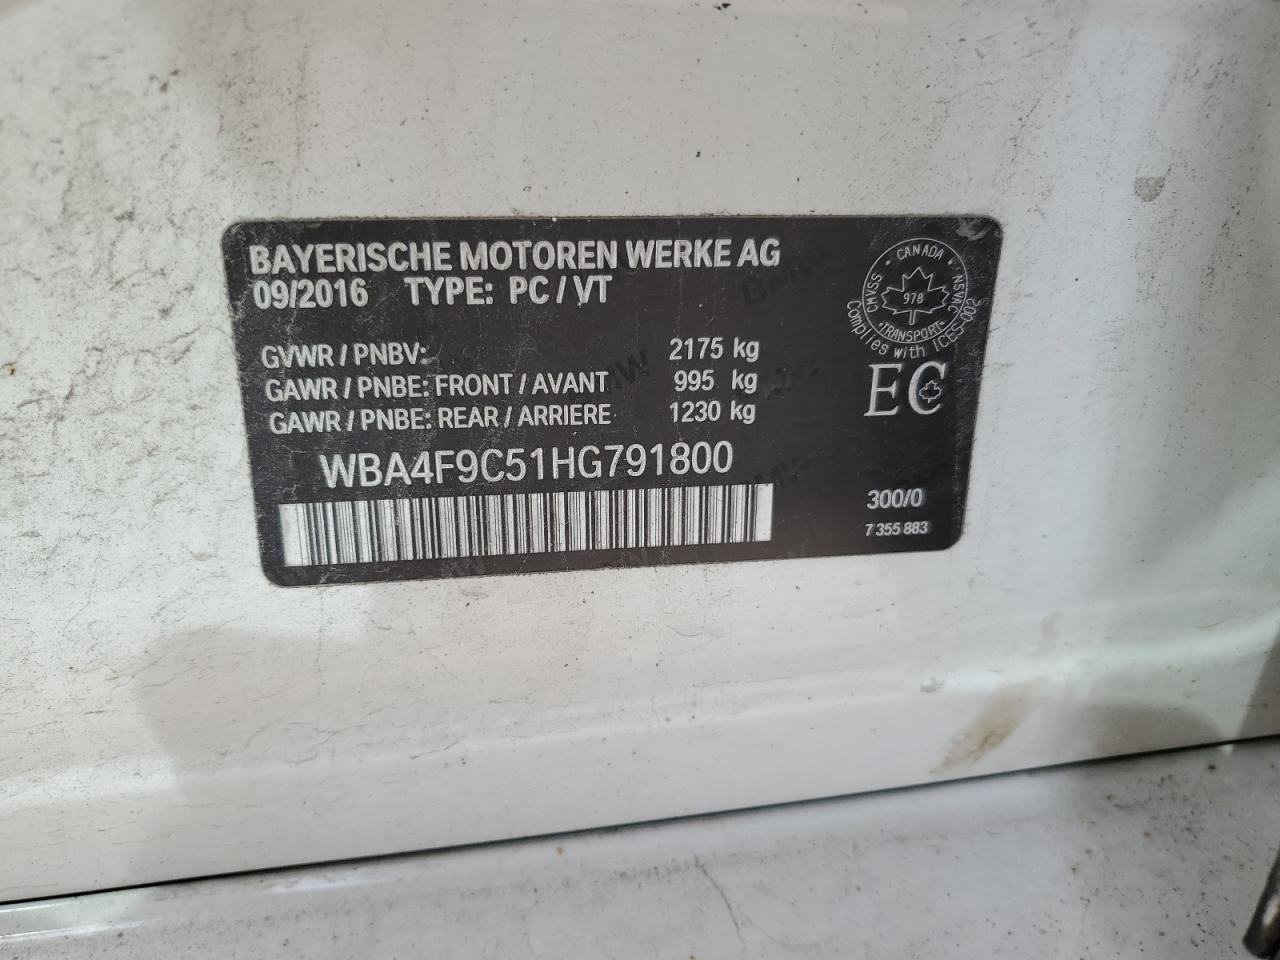 BAYERISCHE MOTOREN WERKE AG
09/2016 TYPE: PC / VT
GVWR / PNBV: 2175 kg
GAWR / PNBE: FRONT / AVANT 995 kg
GAWR / PNBE: REAR / ARRIERE 1230 kg
WBA4F9C51HG791800
CANADA
CMVSS
NSVAC
978
TRANSPORT
Complies with ICES-002
EC
300/0
7 355 883